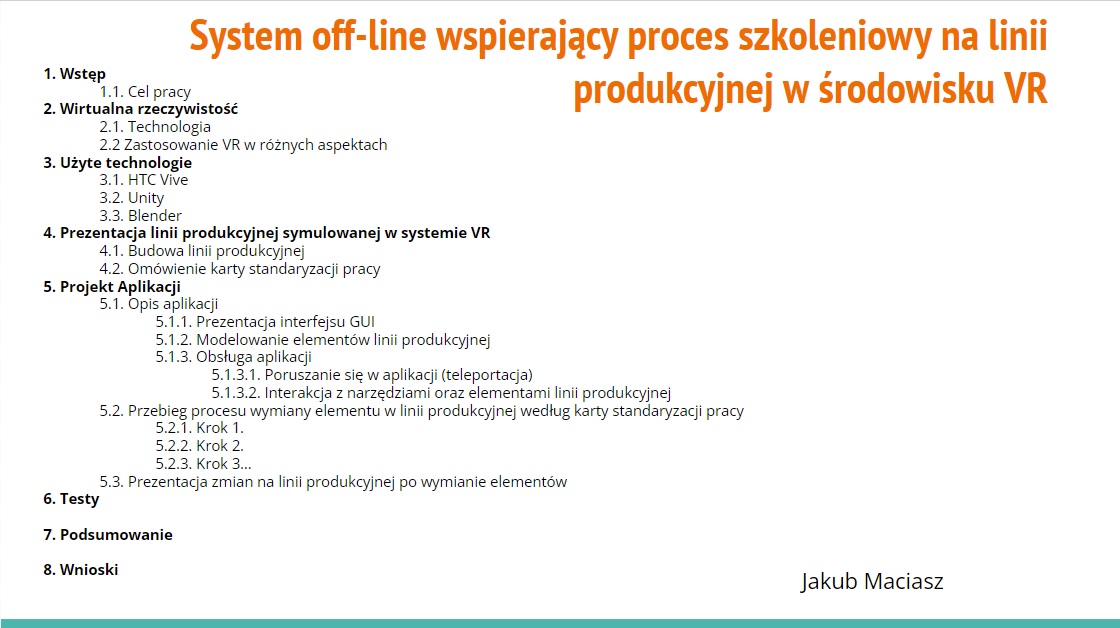 System off-line wspierający proces szkoleniowy na linii
produkcyjnej w środowisku VR
1. Wstęp
1.1. Cel pracy
2. Wirtualna rzeczywistość
2.1. Technologia
2.2 Zastosowanie VR w różnych aspektach
3. Użyte technologie
3.1. HTC Vive
3.2. Unity
3.3. Blender
4. Prezentacja linii produkcyjnej symulowanej w systemie VR
4.1. Budowa linii produkcyjnej
4.2. Omówienie karty standaryzacji pracy
5. Projekt Aplikacji
5.1. Opis aplikacji
5.1.1. Prezentacja interfejsu GUI
5.1.2. Modelowanie elementów linii produkcyjnej
5.1.3. Obsługa aplikacji
5.1.3.1. Poruszanie się w aplikacji (teleportacja)
5.1.3.2. Interakcja z narzędziami oraz elementami linii produkcyjnej
5.2. Przebieg procesu wymiany elementu w linii produkcyjnej według karty standaryzacji pracy
5.2.1. Krok 1.
5.2.2. Krok 2.
5.2.3. Krok 3...
5.3. Prezentacja zmian na linii produkcyjnej po wymianie elementów
6. Testy
7. Podsumowanie
8. Wnioski
Jakub Maciasz